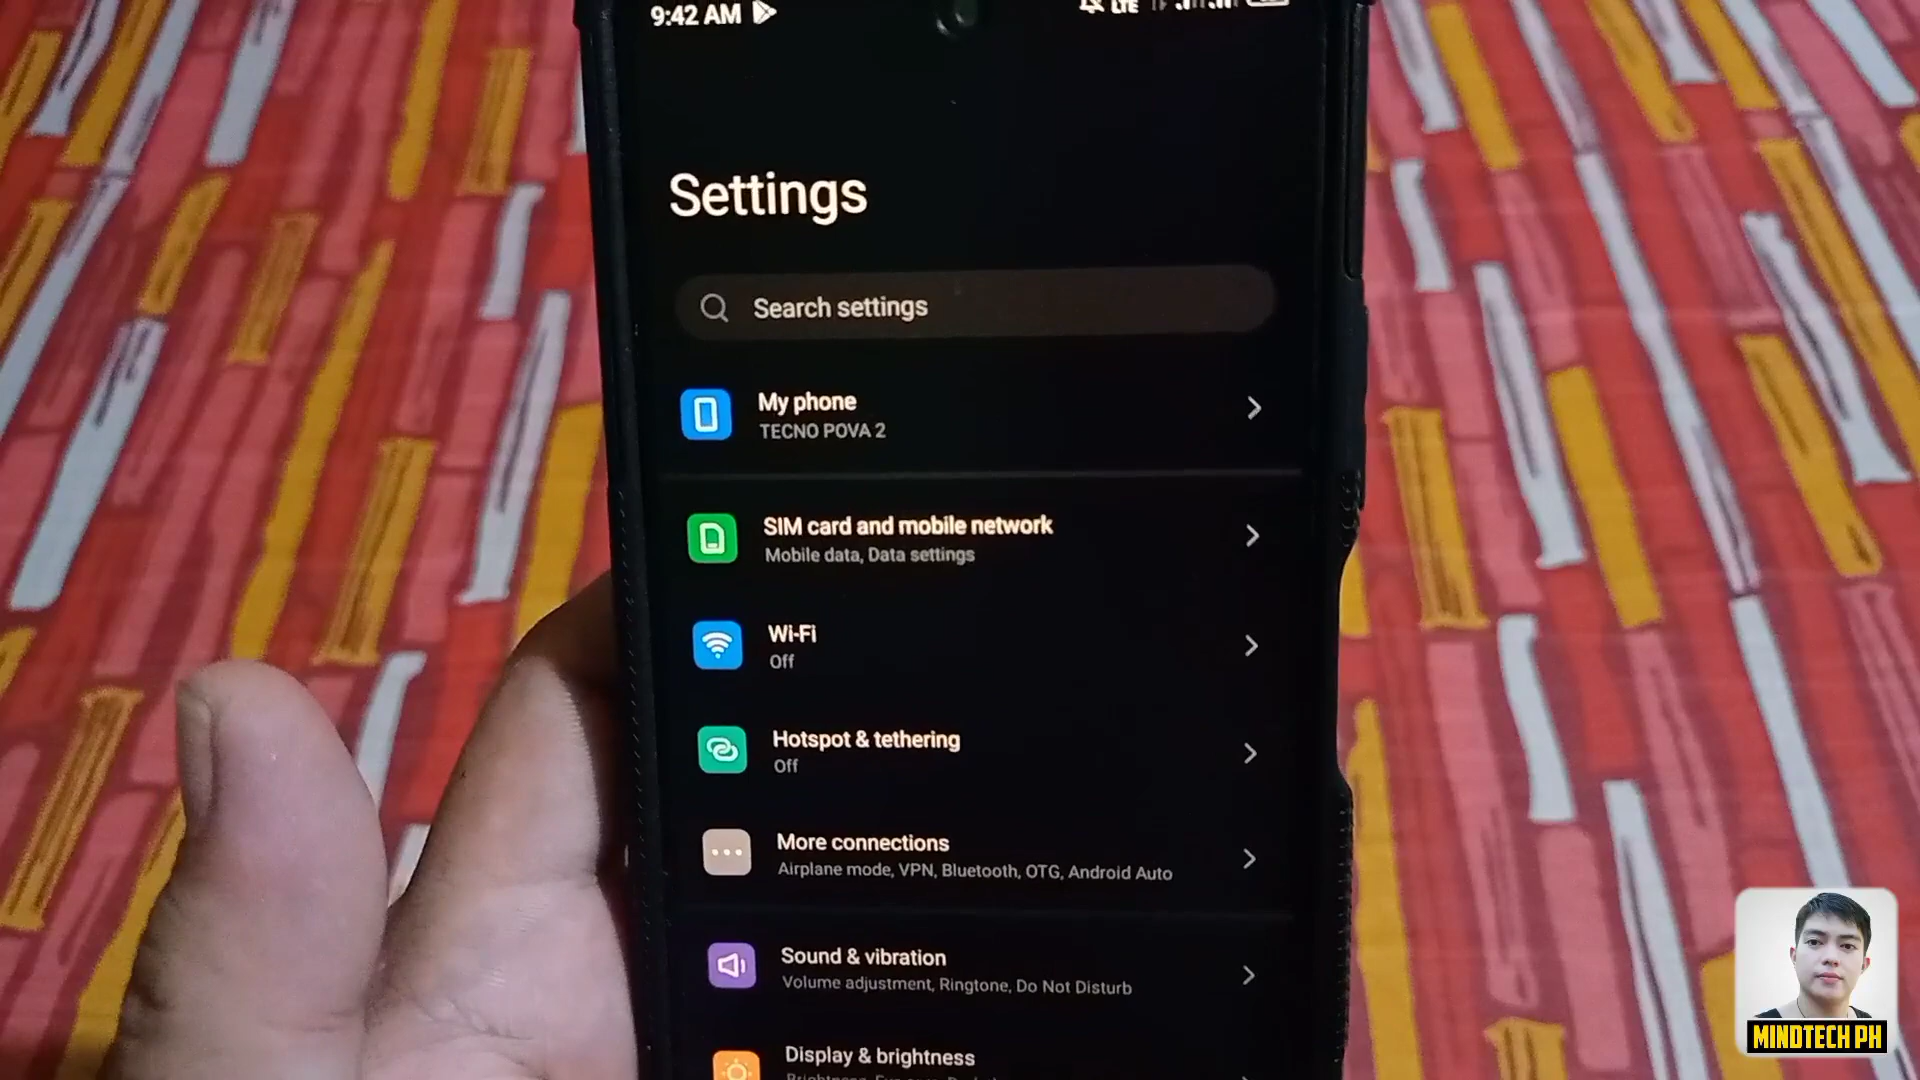 9:42 AM
LTE
Settings
Search settings
My phone
TECNO POVA 2
SIM card and mobile network
Mobile data, Data settings
Wi-Fi
Off
Hotspot & tethering
Off
More connections
Airplane mode, VPN, Bluetooth, OTG, Android Auto
Sound & vibration
Volume adjustment, Ringtone, Do Not Disturb
Display & brightness
MINDTECH PH